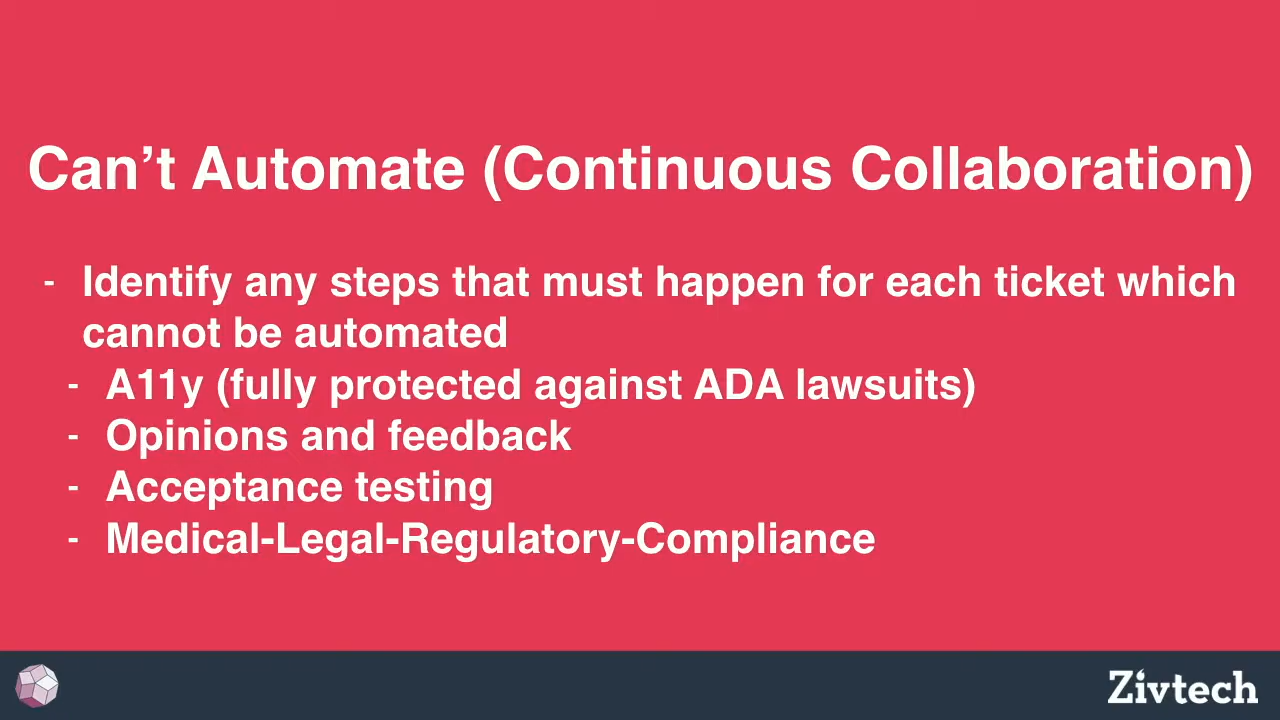 Can’t Automate (Continuous Collaboration)
- Identify any steps that must happen for each ticket which
cannot be automated
- A11y (fully protected against ADA lawsuits)
- Opinions and feedback
- Acceptance testing
- Medical-Legal-Regulatory-Compliance
Zivtech